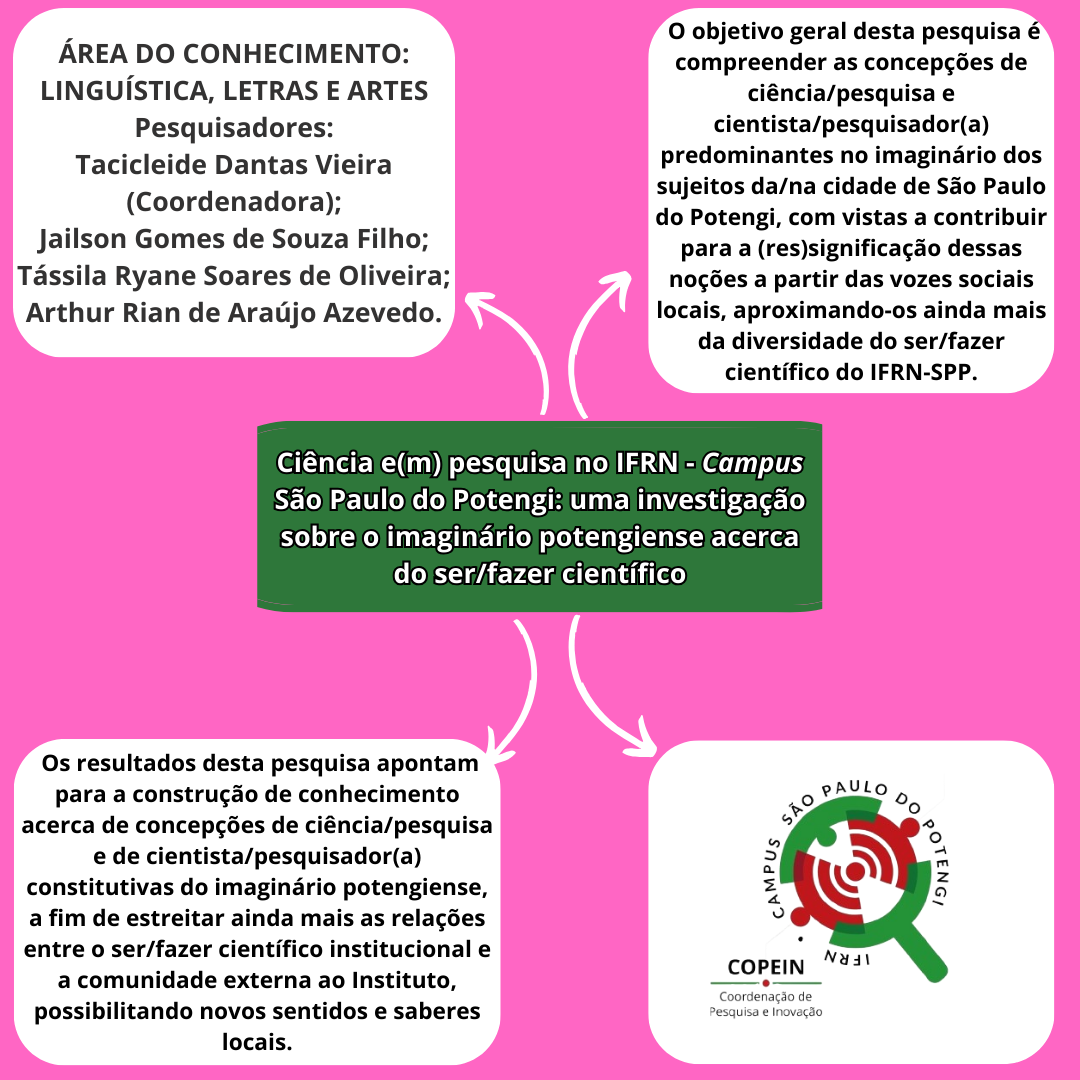 ÁREA DO CONHECIMENTO:
LINGUÍSTICA, LETRAS E ARTES
Pesquisadores:
Tacicleide Dantas Vieira
(Coordenadora);
Jailson Gomes de Souza Filho;
Tássila Ryane Soares de Oliveira;
Arthur Rian de Araújo Azevedo.
O objetivo geral desta pesquisa é
compreender as concepções de
ciência/pesquisa e
cientista/pesquisador(a)
predominantes no imaginário dos
sujeitos da/na cidade de São Paulo
do Potengi, com vistas a contribuir
para a (res)significação dessas
noções a partir das vozes sociais
locais, aproximando-os ainda mais
da diversidade do ser/fazer
científico do IFRN-SPP.
Ciência e(m) pesquisa no IFRN - Campus
São Paulo do Potengi: uma investigação
sobre o imaginário potengiense acerca
do ser/fazer científico
Os resultados desta pesquisa apontam
para a construção de conhecimento
acerca de concepções de ciência/pesquisa
e de cientista/pesquisador(a)
constitutivas do imaginário potengiense,
a fim de estreitar ainda mais as relações
entre o ser/fazer científico institucional e
a comunidade externa ao Instituto,
possibilitando novos sentidos e saberes
locais.
CAMPUS SÃO PAULO DO POTENGI
• IFRN
COPEIN
Coordenação de
Pesquisa e Inovação